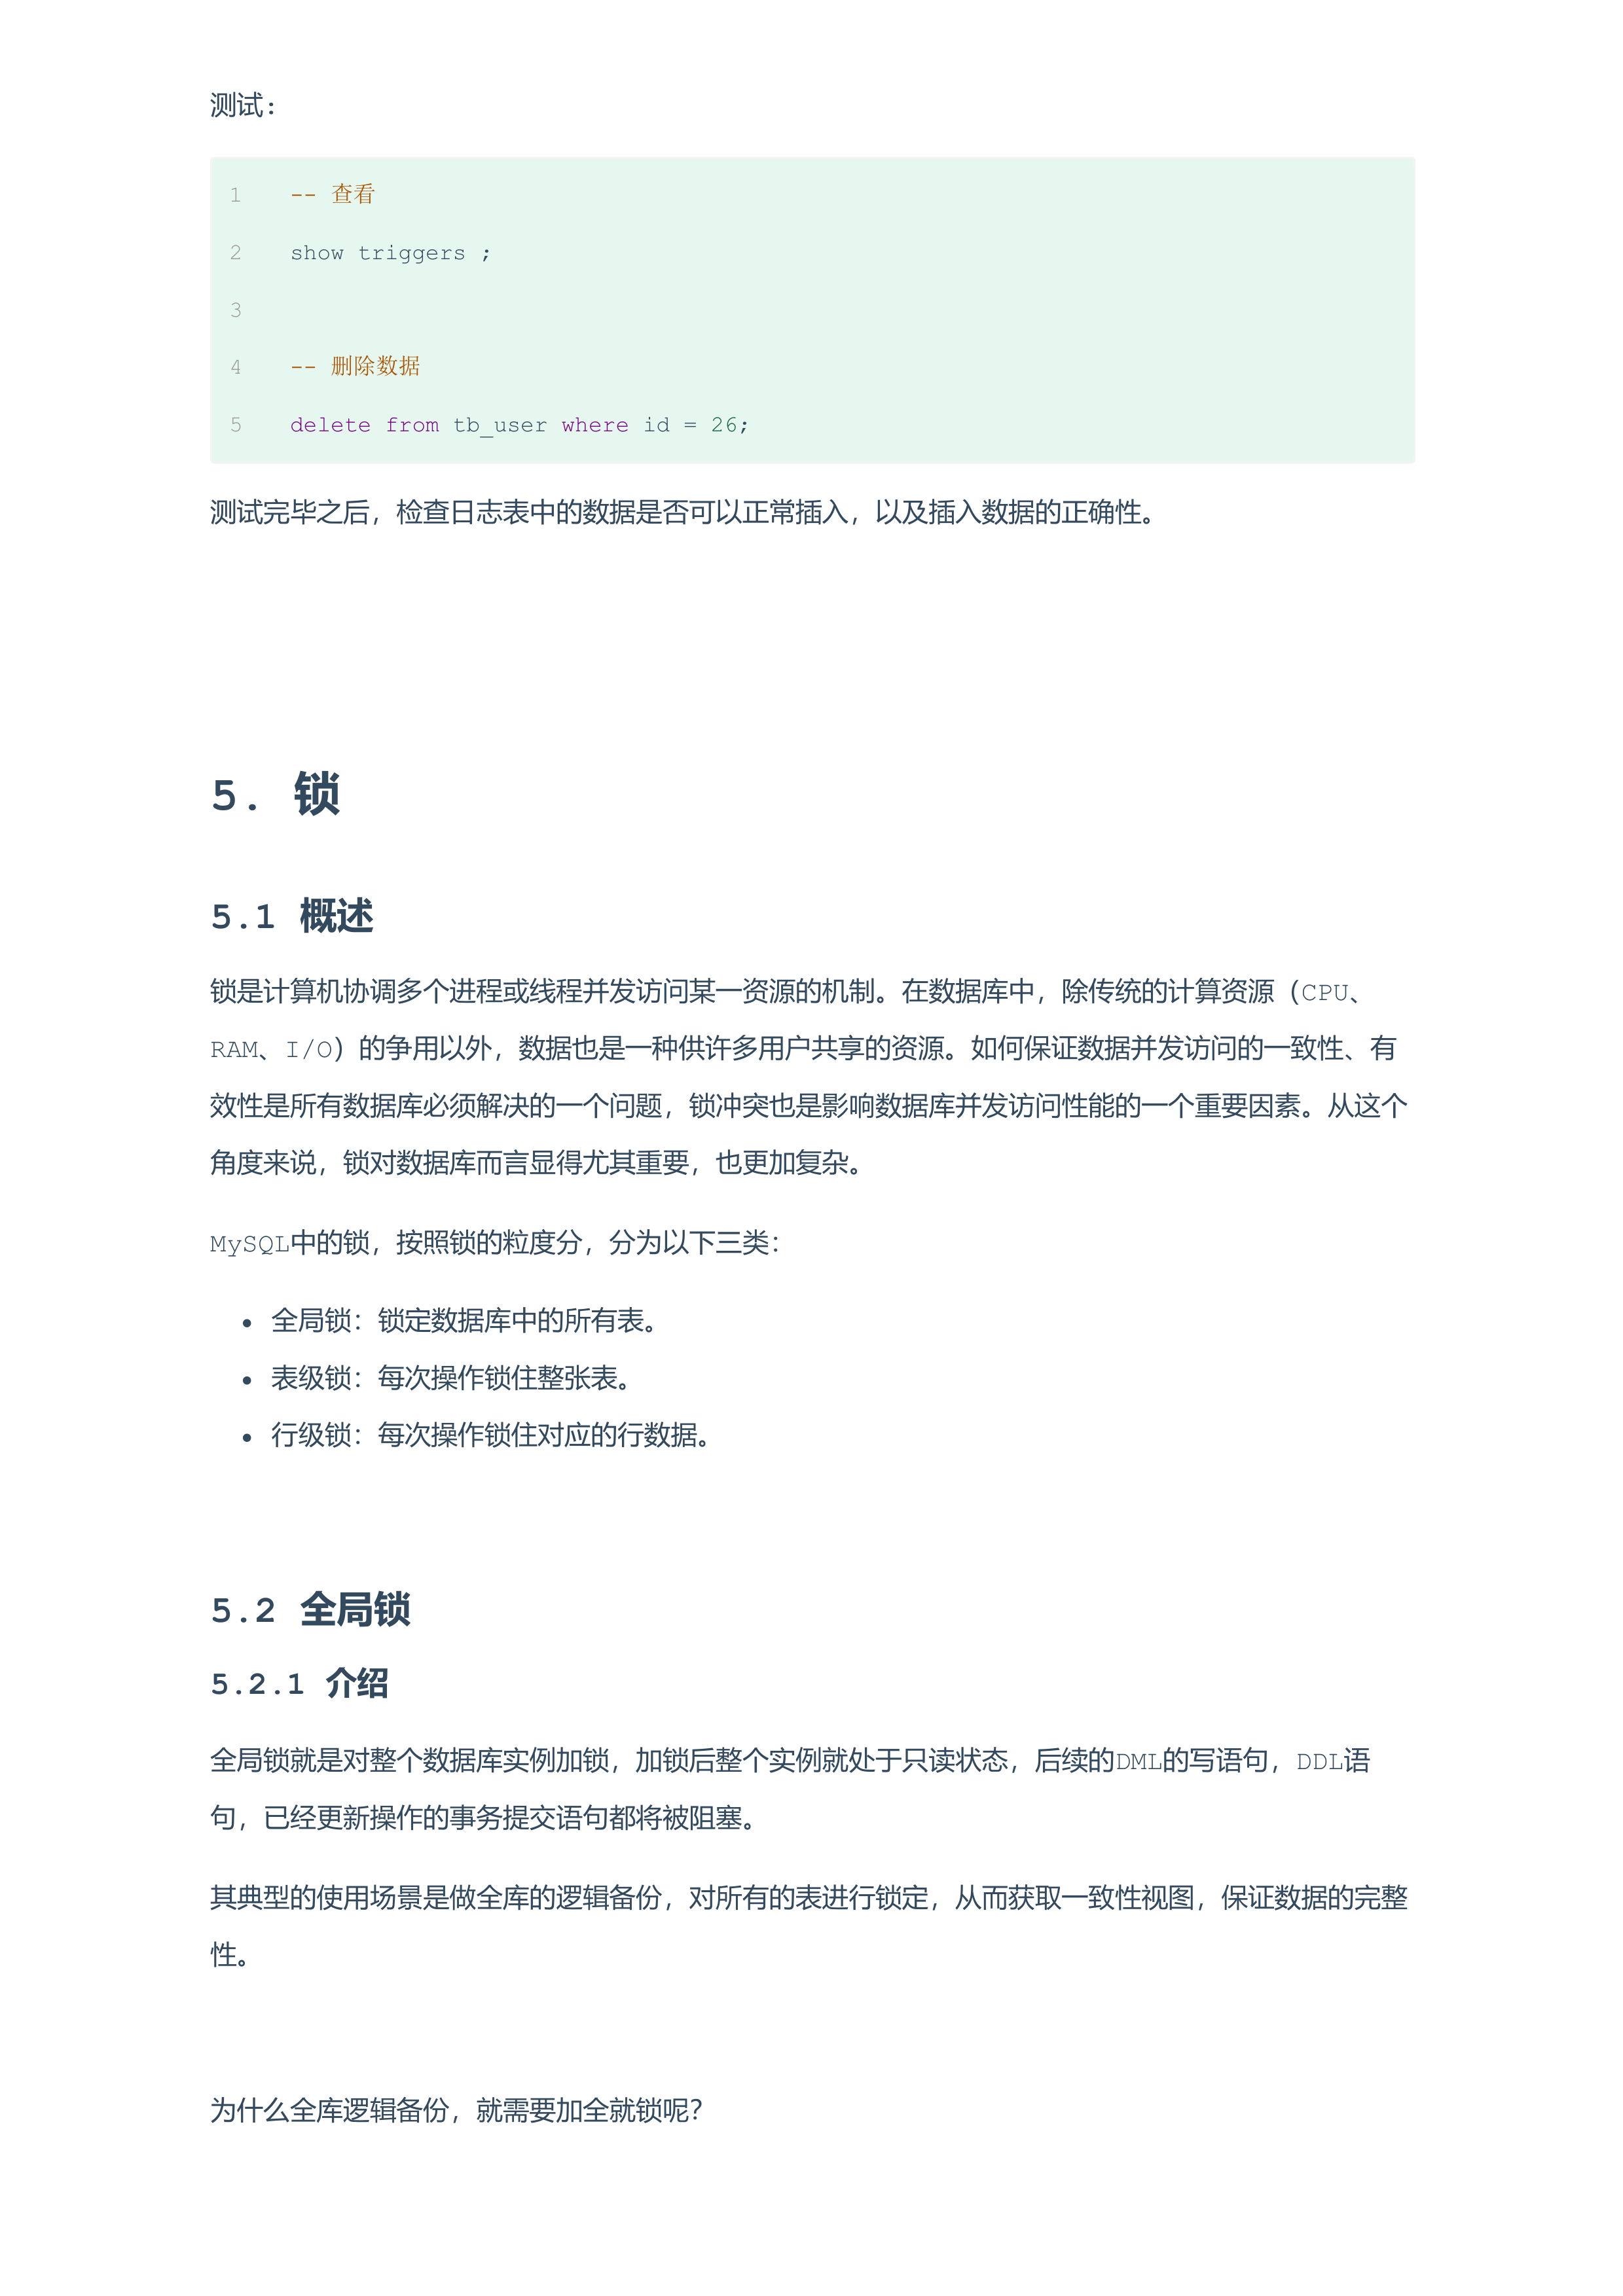 测试：
1 -- 查看
2 show triggers ;
3
4 -- 删除数据
5 delete from tb_user where id = 26;
测试完毕之后，检查日志表中的数据是否可以正常插入，以及插入数据的正确性。
5. 锁
5.1 概述
锁是计算机协调多个进程或线程并发访问某一资源的机制。在数据库中，除传统的计算资源（CPU、
RAM、I/O）的争用以外，数据也是一种供许多用户共享的资源。如何保证数据并发访问的一致性、有
效性是所有数据库必须解决的一个问题，锁冲突也是影响数据库并发访问性能的一个重要因素。从这个
角度来说，锁对数据库而言显得尤其重要，也更加复杂。
MySQL中的锁，按照锁的粒度分，分为以下三类：
• 全局锁：锁定数据库中的所有表。
• 表级锁：每次操作锁住整张表。
• 行级锁：每次操作锁住对应的行数据。
5.2 全局锁
5.2.1 介绍
全局锁就是对整个数据库实例加锁，加锁后整个实例就处于只读状态，后续的DML的写语句，DDL语
句，已经更新操作的事务提交语句都将被阻塞。
其典型的使用场景是做全库的逻辑备份，对所有的表进行锁定，从而获取一致性视图，保证数据的完整
性。
为什么全库逻辑备份，就需要加全就锁呢？